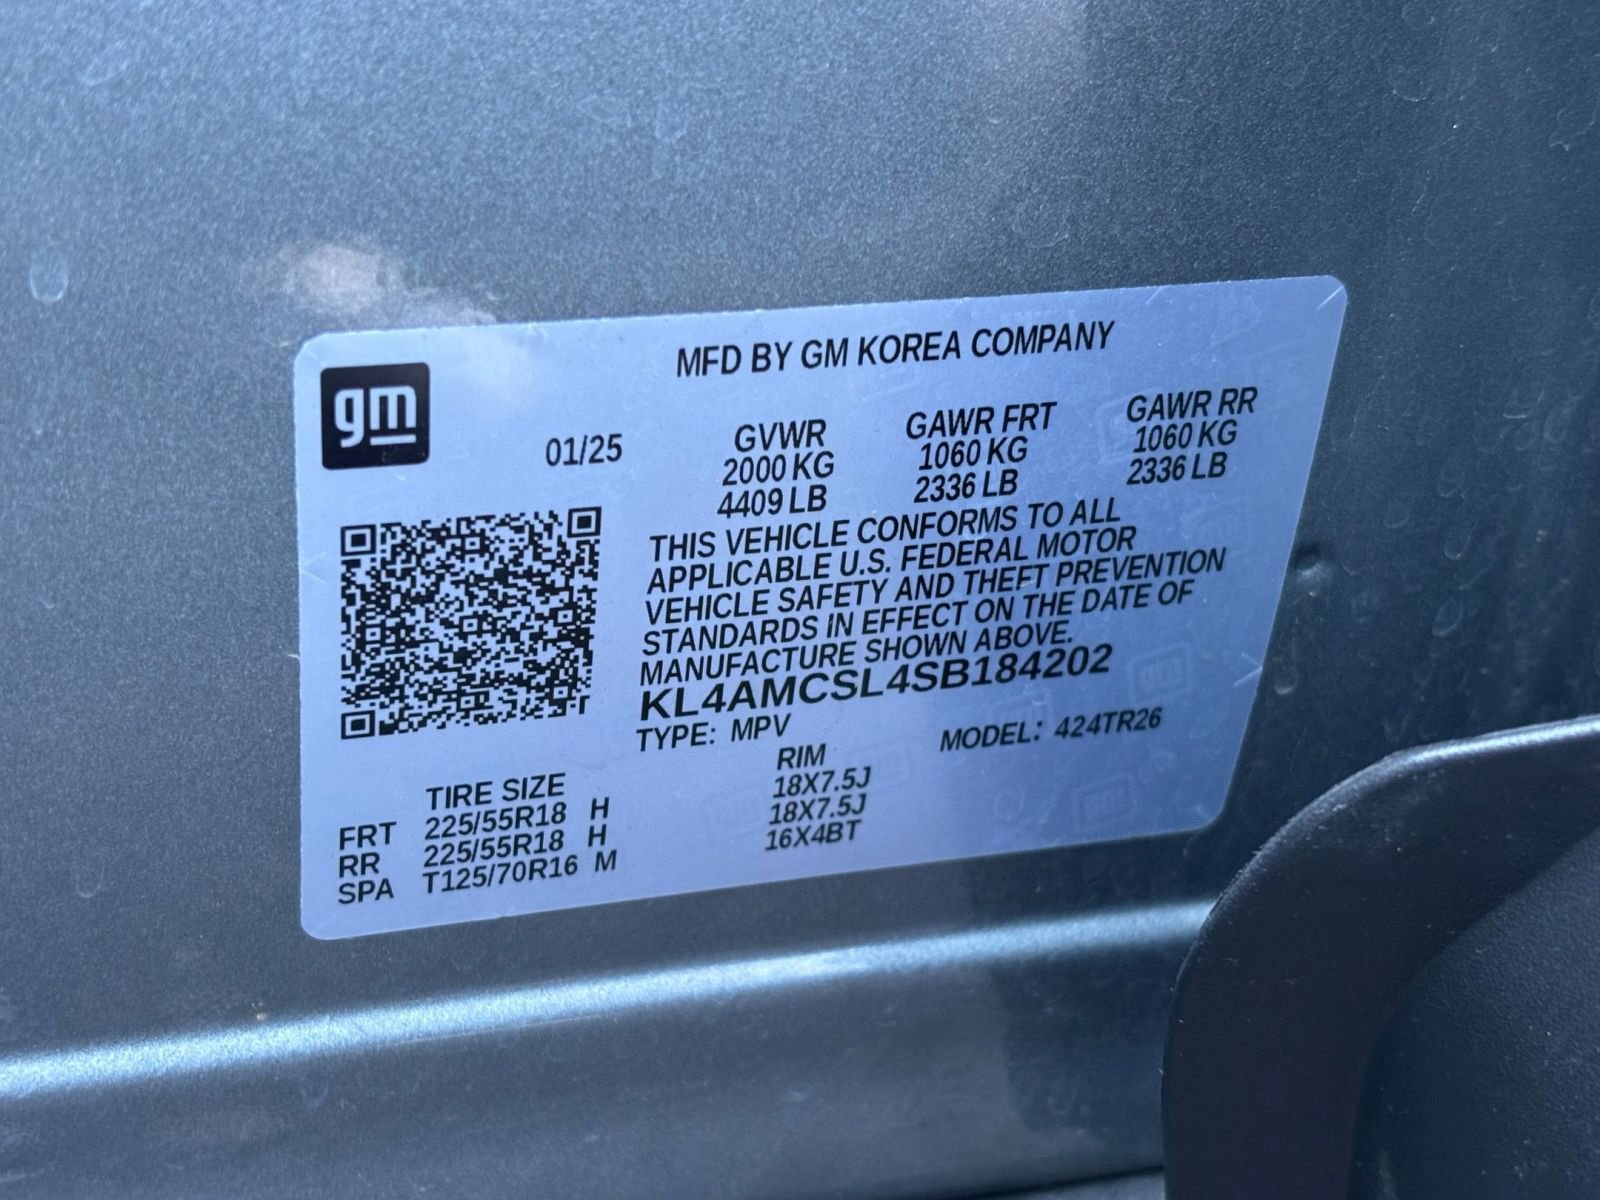 gm
MFD BY GM KOREA COMPANY
01/25
GVWR GAWR FRT GAWR RR
2000 KG 1060 KG 1060 KG
4409 LB 2336 LB 2336 LB
THIS VEHICLE CONFORMS TO ALL
APPLICABLE U.S. FEDERAL MOTOR
VEHICLE SAFETY AND THEFT PREVENTION
STANDARDS IN EFFECT ON THE DATE OF
MANUFACTURE SHOWN ABOVE.
KL4AMCSL4SB184202
TYPE: MPV MODEL: 424TR26
TIRE SIZE RIM
FRT 225/55R18 H 18X7.5J
RR 225/55R18 H 18X7.5J
SPA T125/70R16 M 16X4BT